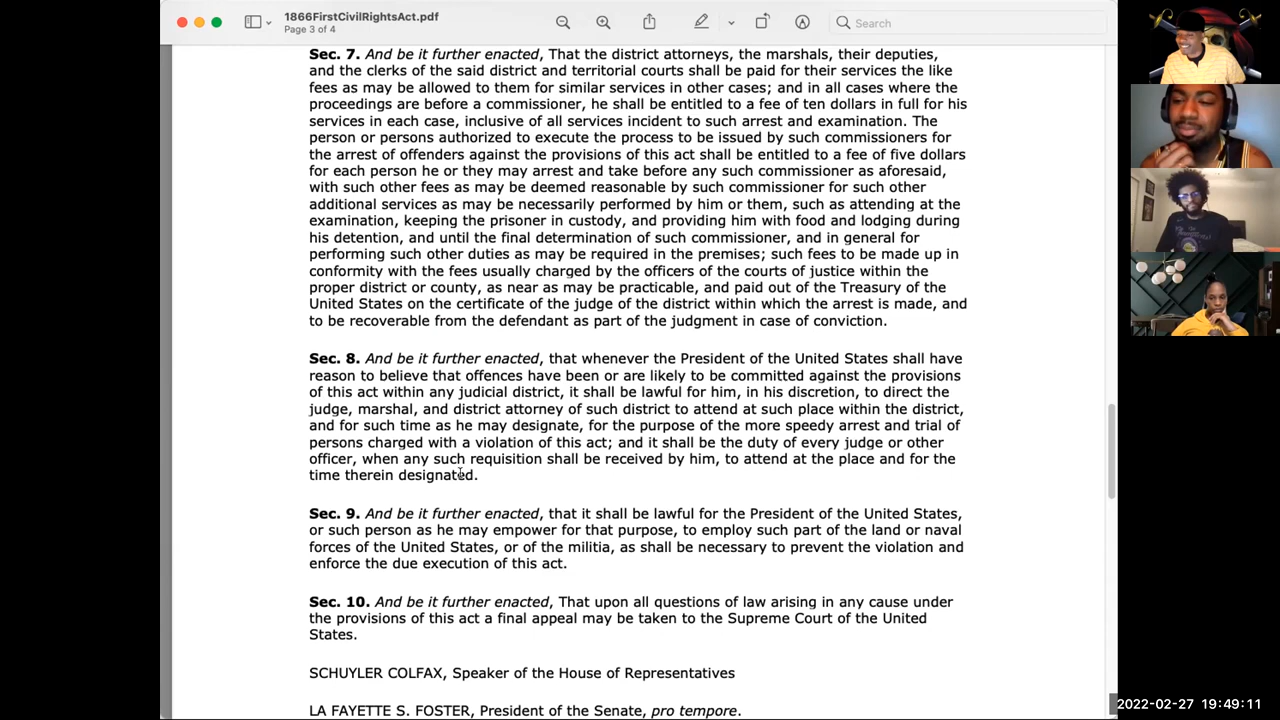 1866FirstCivilRightsAct.pdf
Page 3 of 4
Search
Sec. 7. And be it further enacted, That the district attorneys, the marshals, their deputies,
and the clerks of the said district and territorial courts shall be paid for their services the like
fees as may be allowed to them for similar services in other cases; and in all cases where the
proceedings are before a commissioner, he shall be entitled to a fee of ten dollars in full for his
services in each case, inclusive of all services incident to such arrest and examination. The
person or persons authorized to execute the process to be issued by such commissioners for
the arrest of offenders against the provisions of this act shall be entitled to a fee of five dollars
for each person he or they may arrest and take before any such commissioner as aforesaid,
with such other fees as may be deemed reasonable by such commissioner for such other
additional services as may be necessarily performed by him or them, such as attending at the
examination, keeping the prisoner in custody, and providing him with food and lodging during
his detention, and until the final determination of such commissioner, and in general for
performing such other duties as may be required in the premises; such fees to be made up in
conformity with the fees usually charged by the officers of the courts of justice within the
proper district or county, as near as may be practicable, and paid out of the Treasury of the
United States on the certificate of the judge of the district within which the arrest is made, and
to be recoverable from the defendant as part of the judgment in case of conviction.
Sec. 8. And be it further enacted, that whenever the President of the United States shall have
reason to believe that offences have been or are likely to be committed against the provisions
of this act within any judicial district, it shall be lawful for him, in his discretion, to direct the
judge, marshal, and district attorney of such district to attend at such place within the district,
and for such time as he may designate, for the purpose of the more speedy arrest and trial of
persons charged with a violation of this act; and it shall be the duty of every judge or other
officer, when any such requisition shall be received by him, to attend at the place and for the
time therein designated.
Sec. 9. And be it further enacted, that it shall be lawful for the President of the United States,
or such person as he may empower for that purpose, to employ such part of the land or naval
forces of the United States, or of the militia, as shall be necessary to prevent the violation and
enforce the due execution of this act.
Sec. 10. And be it further enacted, That upon all questions of law arising in any cause under
the provisions of this act a final appeal may be taken to the Supreme Court of the United
States.
SCHUYLER COLFAX, Speaker of the House of Representatives
LA FAYETTE S. FOSTER, President of the Senate, pro tempore.
2022-02-27 19:49:11